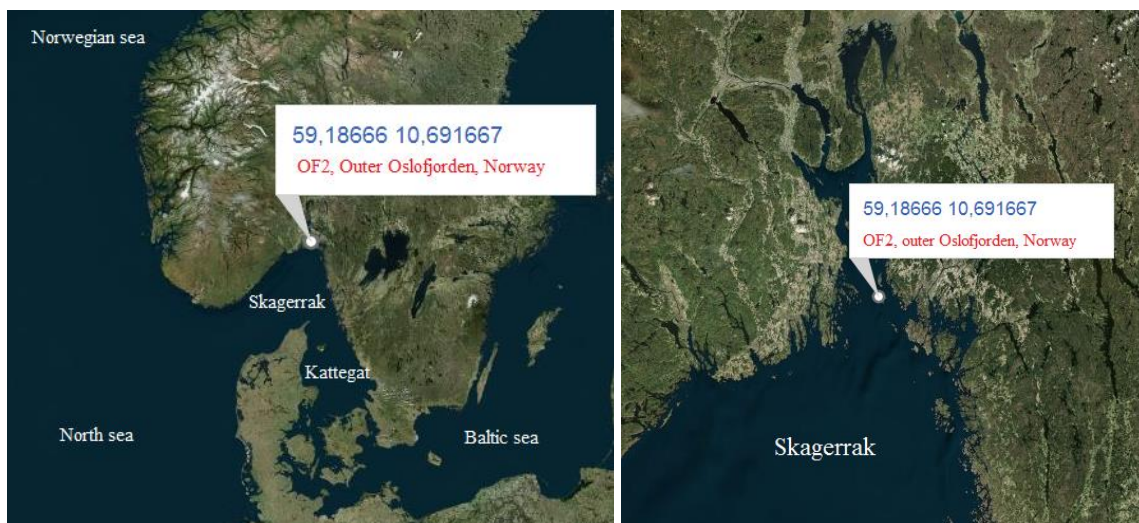 Norwegian sea
59,18666 10,691667
OF2, Outer Oslofjorden, Norway
Skagerrak
Kattegat
North sea
Baltic sea
59,18666 10,691667
OF2, outer Oslofjorden, Norway
Skagerrak